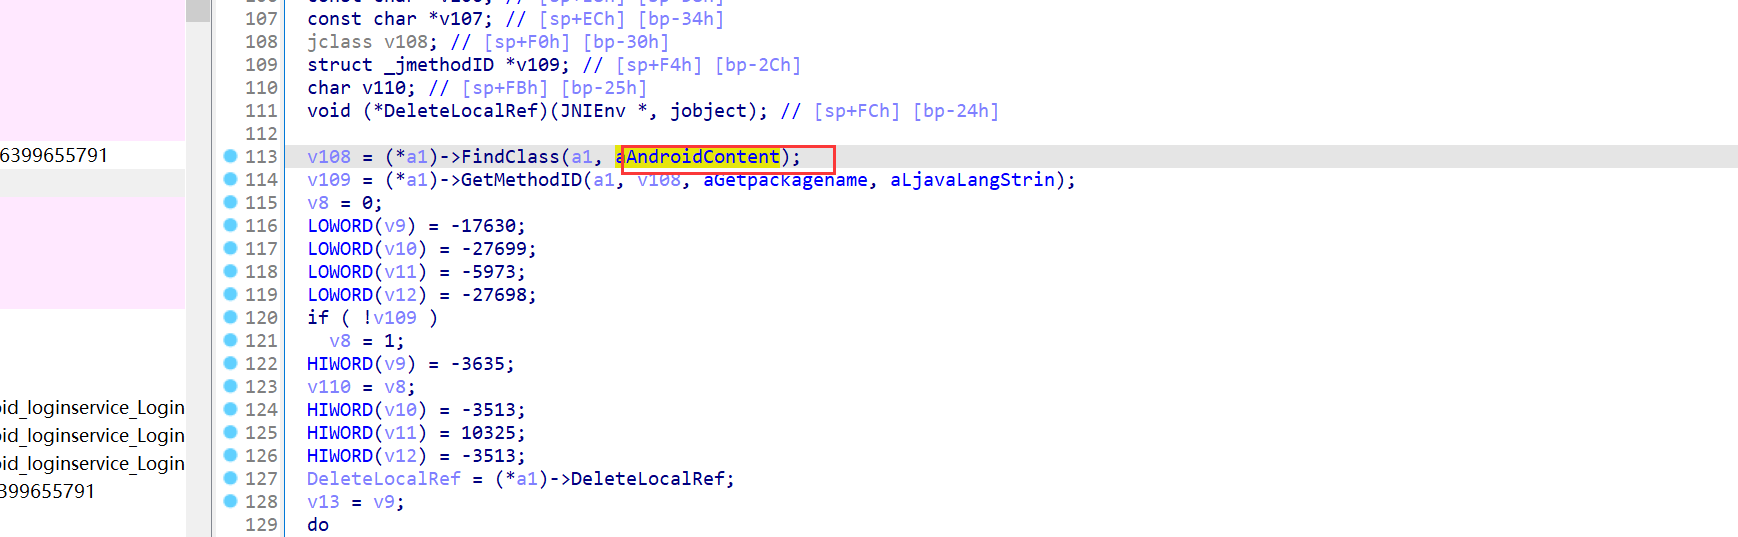 const char *v107; // [sp+ECh] [bp-34h]
107
108 jclass v108; // [sp+F0h] [bp-30h]
109 struct _jmethodID *v109; // [sp+F4h] [bp-2Ch]
110 char v110; // [sp+FBh] [bp-25h]
111 void (*DeleteLocalRef)(JNIEnv *, jobject); // [sp+FCh] [bp-24h]
112
6399655791
113 v108 = (*a1)->FindClass(a1, aAndroidContent);
114 v109 = (*a1)->GetMethodID(a1, v108, aGetpackagename, aLjavaLangStrin);
115 v8 = 0;
116 LOWORD(v9) = -17630;
117 LOWORD(v10) = -27699;
118 LOWORD(v11) = -5973;
119 LOWORD(v12) = -27698;
120 if ( !v109 )
121 v8 = 1;
122 HIWORD(v9) = -3635;
123 v110 = v8;
oid_loginservice_Login
124 HIWORD(v10) = -3513;
oid_loginservice_Login
125 HIWORD(v11) = 10325;
oid_loginservice_Login
126 HIWORD(v12) = -3513;
127 DeleteLocalRef = (*a1)->DeleteLocalRef;
399655791
128 v13 = v9;
129 do